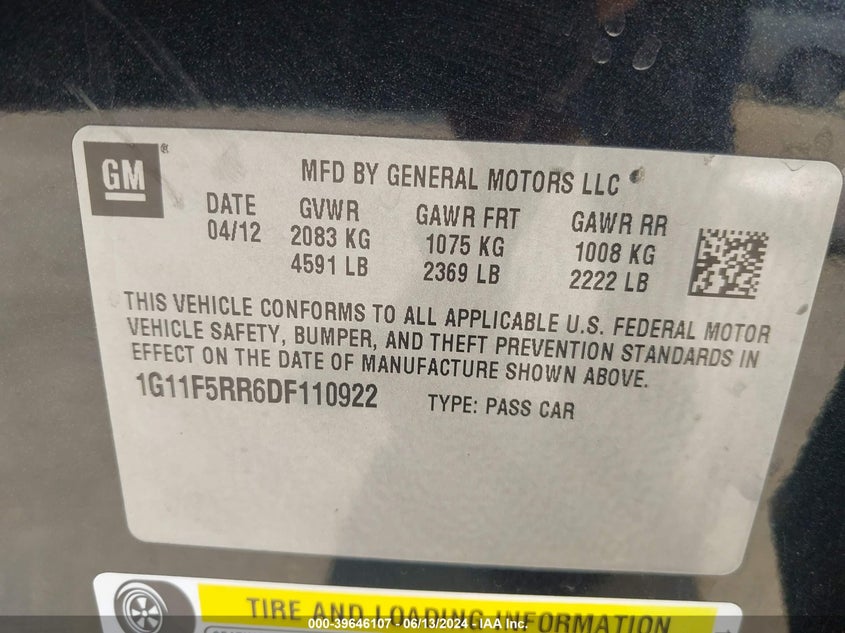 GM
MFD BY GENERAL MOTORS LLC
DATE GVWR GAWR FRT GAWR RR
04/12 2083 KG 1075 KG 1008 KG
4591 LB 2369 LB 2222 LB
THIS VEHICLE CONFORMS TO ALL APPLICABLE U.S. FEDERAL MOTOR
VEHICLE SAFETY, BUMPER, AND THEFT PREVENTION STANDARDS IN
EFFECT ON THE DATE OF MANUFACTURE SHOWN ABOVE.
1G11F5RR6DF110922 TYPE: PASS CAR
TIRE AND LOADING INFORMATION
000-39646107 - 06/13/2024 - IAA Inc.